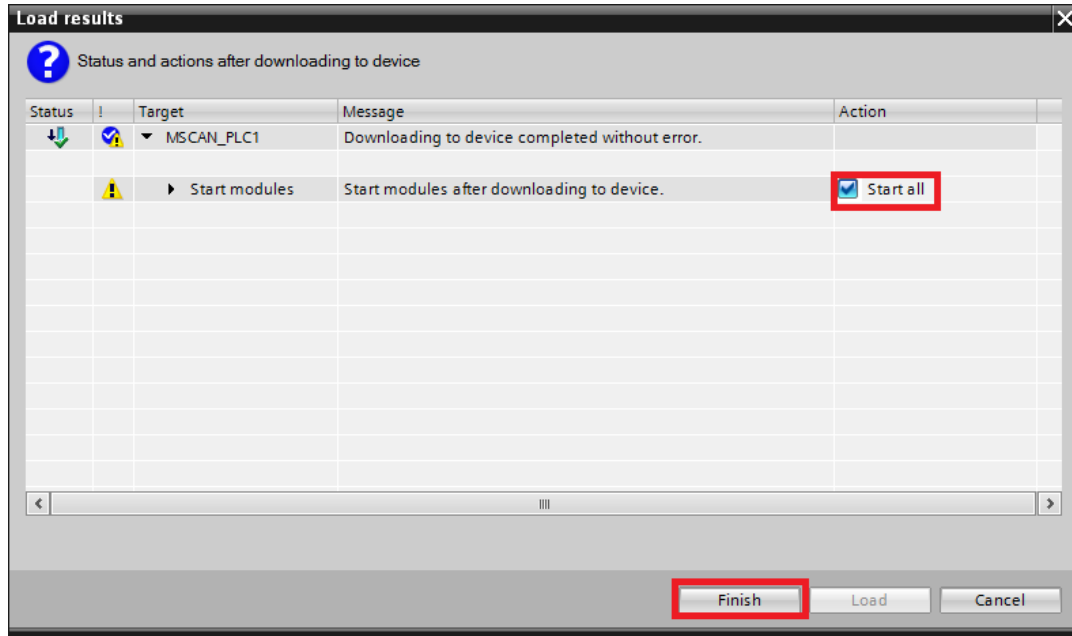 Load results
Status and actions after downloading to device
Status ! Target Message Action
MSCAN_PLC1 Downloading to device completed without error.
Start modules Start modules after downloading to device. Start all
Finish Load Cancel